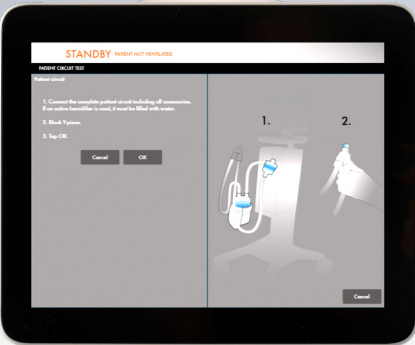 STANDBY PATIENT NOT VENTILATED
PATIENT CIRCUIT TEST
Patient circuit
1. Connect the complete patient circuit including all accessories.
If an active humidifier is used, it must be filled with water.
2. Block Y-piece.
3. Tap OK.
Cancel OK
1. 2.
Cancel